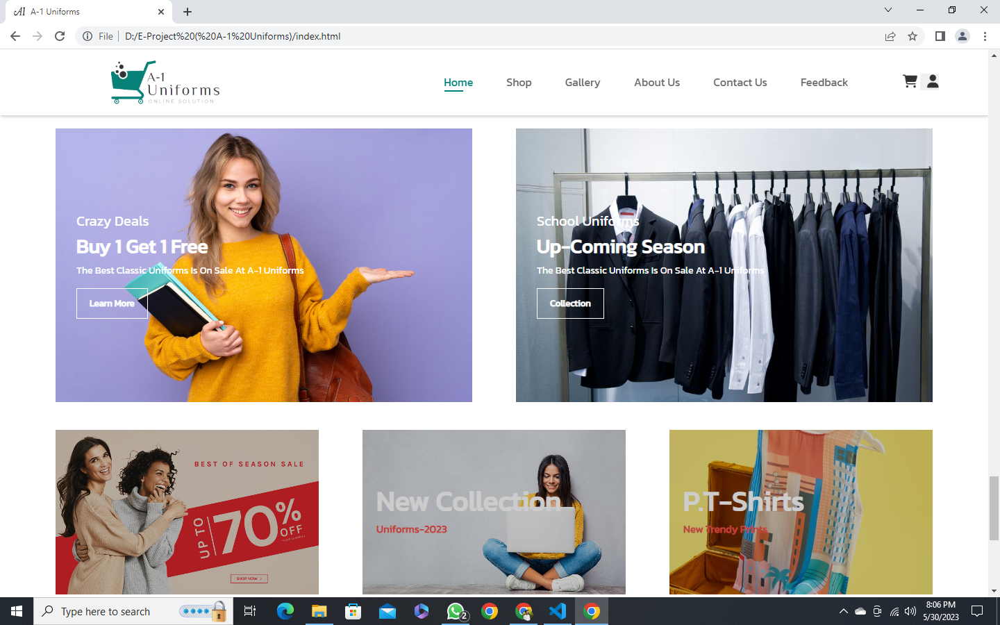 A1 A-1 Uniforms
File D:/E-Project%20(%20A-1%20Uniforms)/index.html
A-1
Uniforms
ONLINE SOLUTION
Home Shop Gallery About Us Contact Us Feedback
Crazy Deals
Buy 1 Get 1 Free
The Best Classic Uniforms Is On Sale At A-1 Uniforms
Learn More
School Uniforms
Up-Coming Season
The Best Classic Uniforms Is On Sale At A-1 Uniforms
Collection
BEST OF SEASON SALE
UP TO
70%
OFF
SHOP NOW >
New Collection
Uniforms-2023
P.T-Shirts
New Trendy Prints
Type here to search
2
8:06 PM
5/30/2023